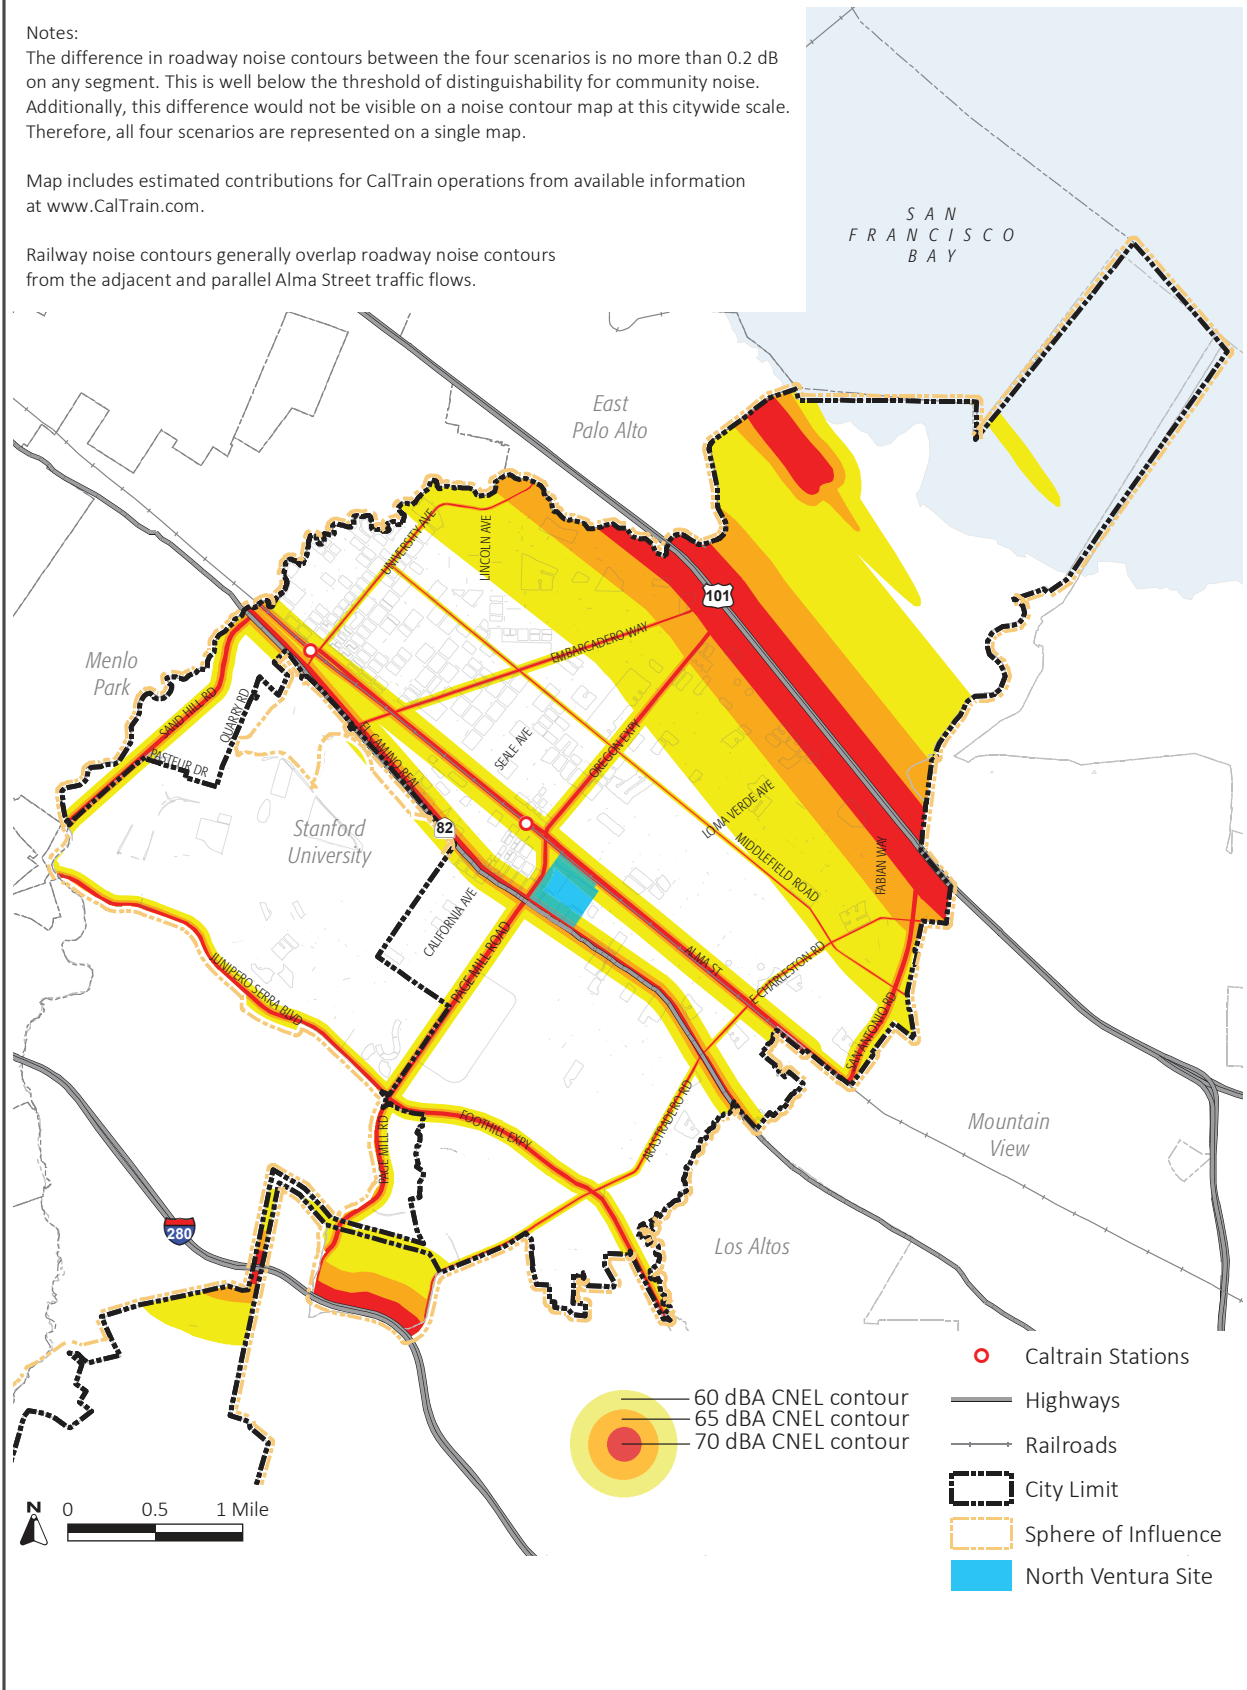 Notes:
The difference in roadway noise contours between the four scenarios is no more than 0.2 dB
on any segment. This is well below the threshold of distinguishability for community noise.
Additionally, this difference would not be visible on a noise contour map at this citywide scale.
Therefore, all four scenarios are represented on a single map.
Map includes estimated contributions for CalTrain operations from available information
at www.CalTrain.com.
Railway noise contours generally overlap roadway noise contours
from the adjacent and parallel Alma Street traffic flows.
SAN
FRANCISCO
BAY
East
Palo Alto
UNIVERSITY AVE
LINCOLN AVE
101
EMBARCADERO WAY
Menlo
Park
SAND HILL RD
QUARRY RD
PASTEUR DR
EL CAMINO REAL
SEALE AVE
OREGON EXPY
LOMA VERDE AVE
MIDDLEFIELD ROAD
FABIAN WAY
82
Stanford
University
CALIFORNIA AVE
PAGE MILL ROAD
ALMA ST
E CHARLESTON RD
SAN ANTONIO RD
JUNIPERO SERRA BLVD
FOOTHILL EXPY
ARASTRADERO RD
PAGE MILL RD
Mountain
View
280
Los Altos
60 dBA CNEL contour
65 dBA CNEL contour
70 dBA CNEL contour
Caltrain Stations
Highways
Railroads
City Limit
Sphere of Influence
North Ventura Site
N
0 0.5 1 Mile